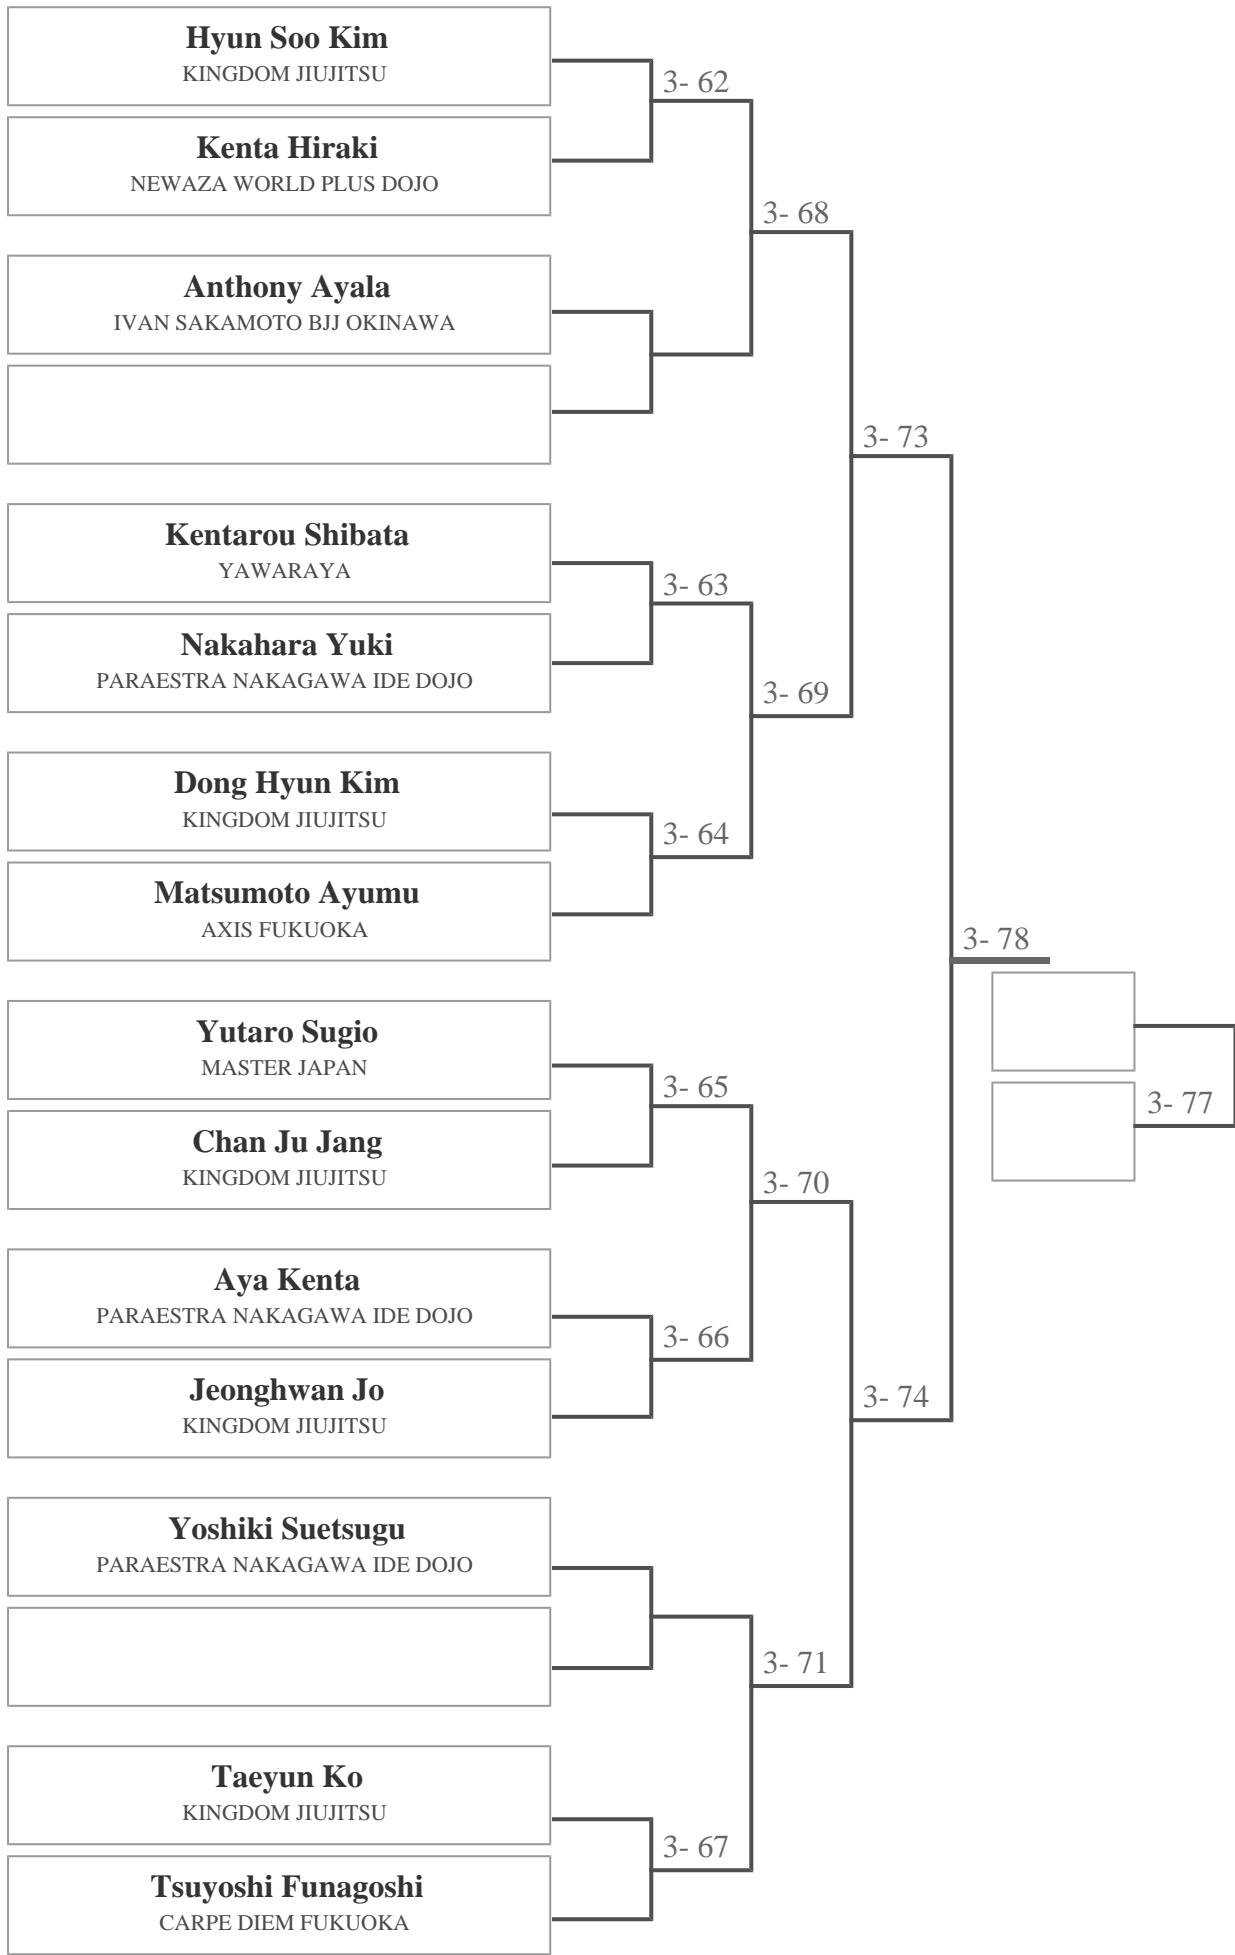 Hyun Soo Kim
KINGDOM JIUJITSU
3- 62
Kenta Hiraki
NEWAZA WORLD PLUS DOJO
3- 68
Anthony Ayala
IVAN SAKAMOTO BJJ OKINAWA
3- 73
Kentarou Shibata
YAWARAYA
3- 63
Nakahara Yuki
PARAESTRA NAKAGAWA IDE DOJO
3- 69
Dong Hyun Kim
KINGDOM JIUJITSU
3- 64
Matsumoto Ayumu
AXIS FUKUOKA
3- 78
Yutaro Sugio
MASTER JAPAN
3- 65
Chan Ju Jang
KINGDOM JIUJITSU
3- 77
3- 70
Aya Kenta
PARAESTRA NAKAGAWA IDE DOJO
3- 66
Jeonghwan Jo
KINGDOM JIUJITSU
3- 74
Yoshiki Suetsugu
PARAESTRA NAKAGAWA IDE DOJO
3- 71
Taeyun Ko
KINGDOM JIUJITSU
3- 67
Tsuyoshi Funagoshi
CARPE DIEM FUKUOKA